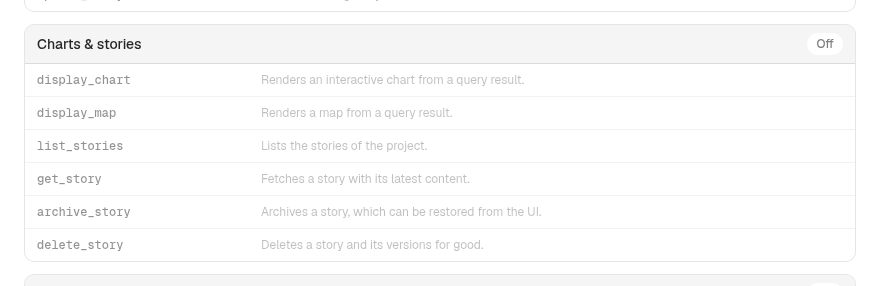 Charts & stories
Off
display_chart Renders an interactive chart from a query result.
display_map Renders a map from a query result.
list_stories Lists the stories of the project.
get_story Fetches a story with its latest content.
archive_story Archives a story, which can be restored from the UI.
delete_story Deletes a story and its versions for good.